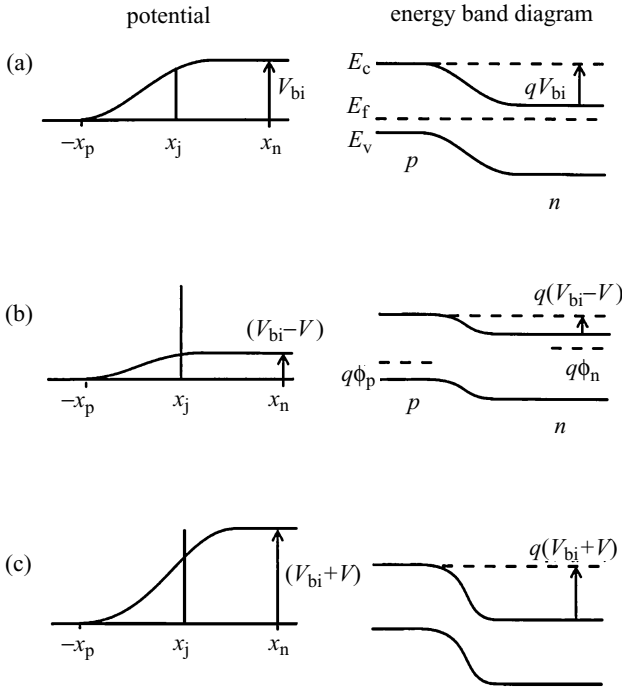 potential
energy band diagram
(a)
V_bi
−x_p
x_j
x_n
E_c
E_f
E_v
qV_bi
p
n
(b)
(V_bi−V)
−x_p
x_j
x_n
q(V_bi−V)
qϕ_p
qϕ_n
p
n
(c)
(V_bi+V)
−x_p
x_j
x_n
q(V_bi+V)